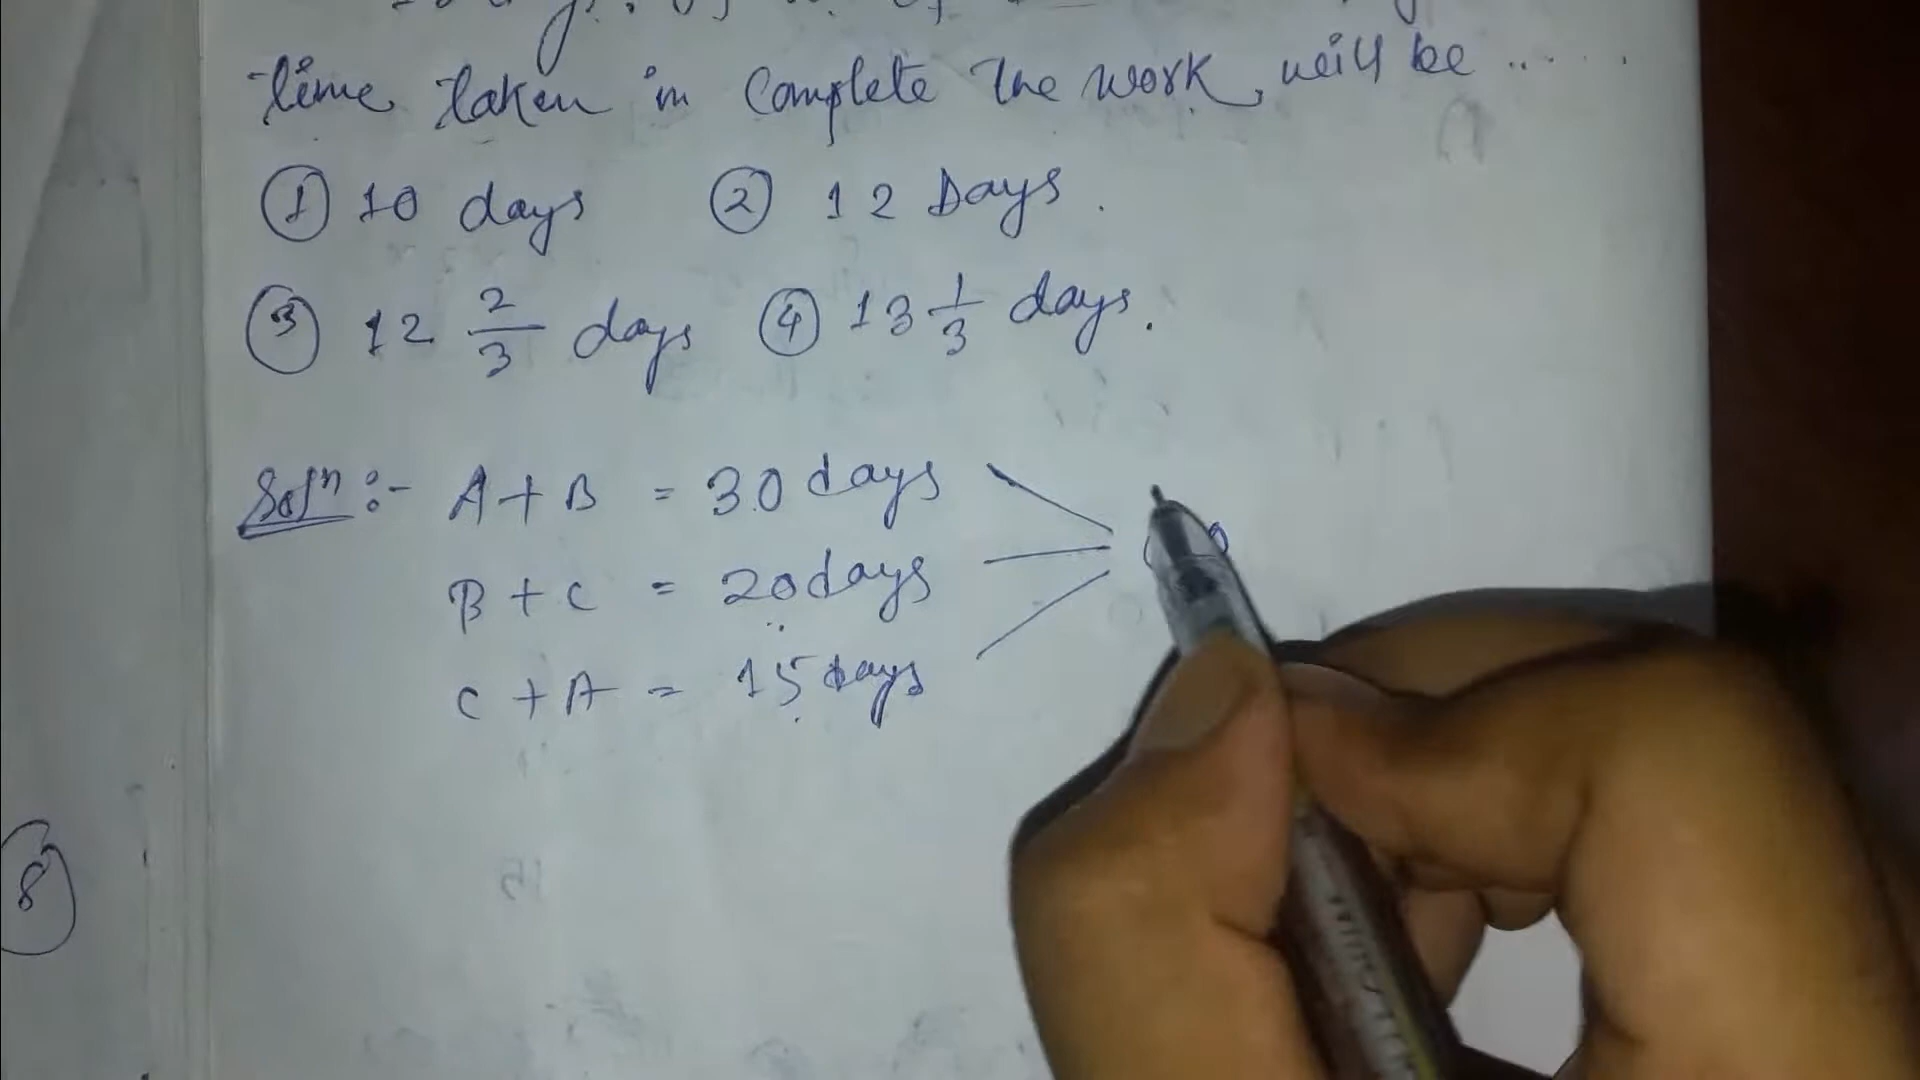 time taken in complete the work, will be .....
① 10 days ② 12 Days.
③ 12 2/3 days ④ 13 1/3 days.
Solⁿ :- A + B = 30 days
B + C = 20 days
C + A = 15 days
8